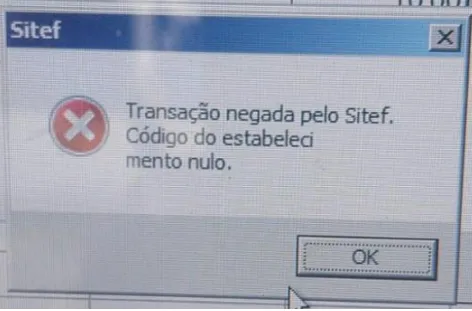 Sitef
Transação negada pelo Sitef.
Código do estabeleci
mento nulo.
OK